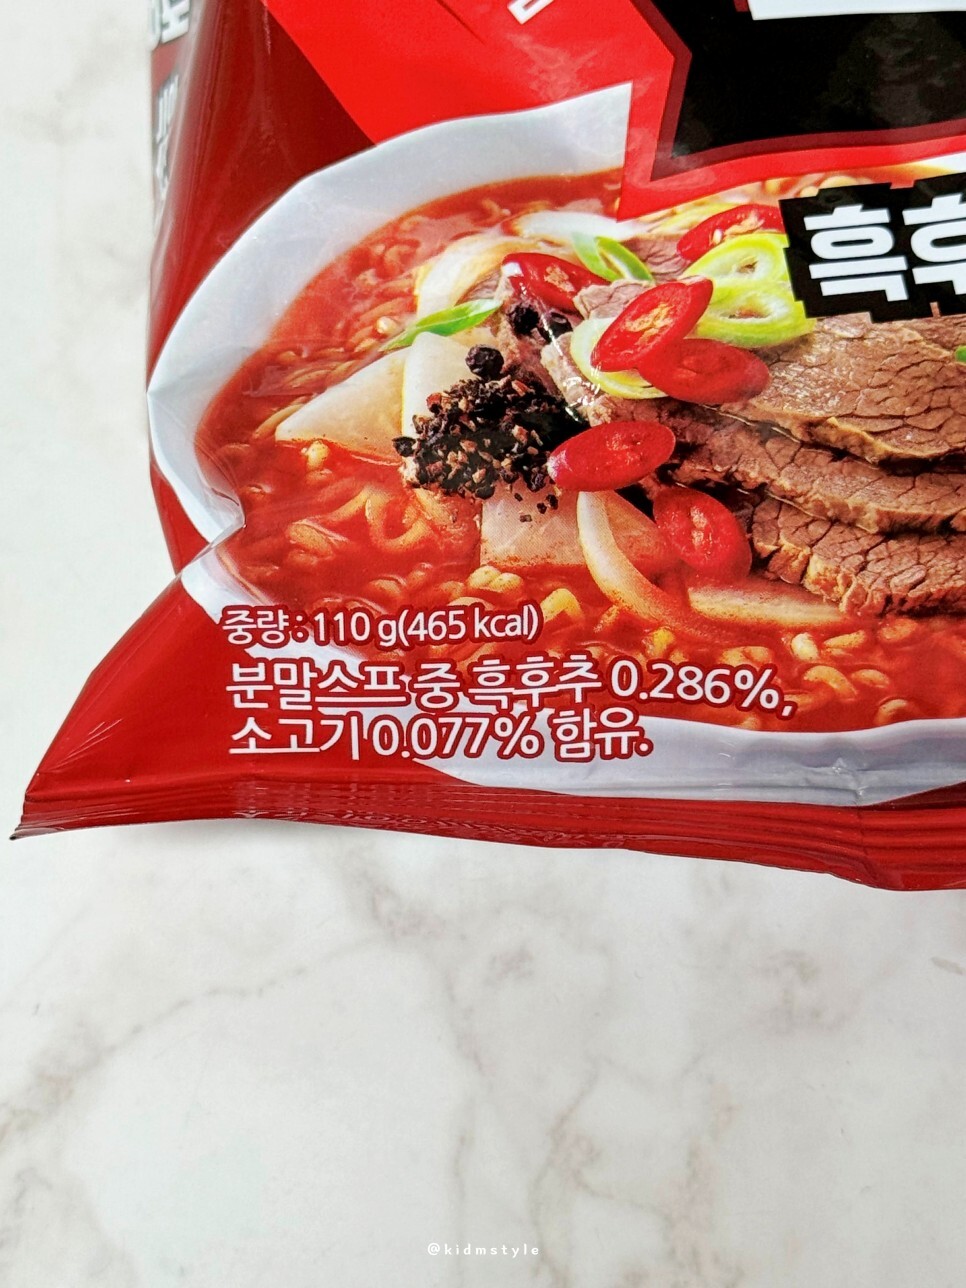 흑후
중량 : 110 g(465 kcal)
분말스프 중 흑후추 0.286%,
소고기 0.077% 함유.
@kidmstyle